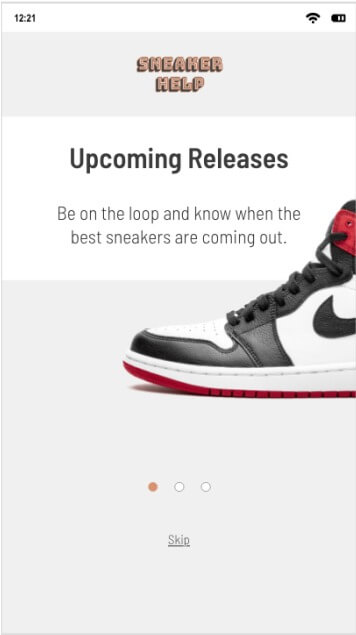 12:21
SNEAKER
HELP
Upcoming Releases
Be on the loop and know when the
best sneakers are coming out.
Skip